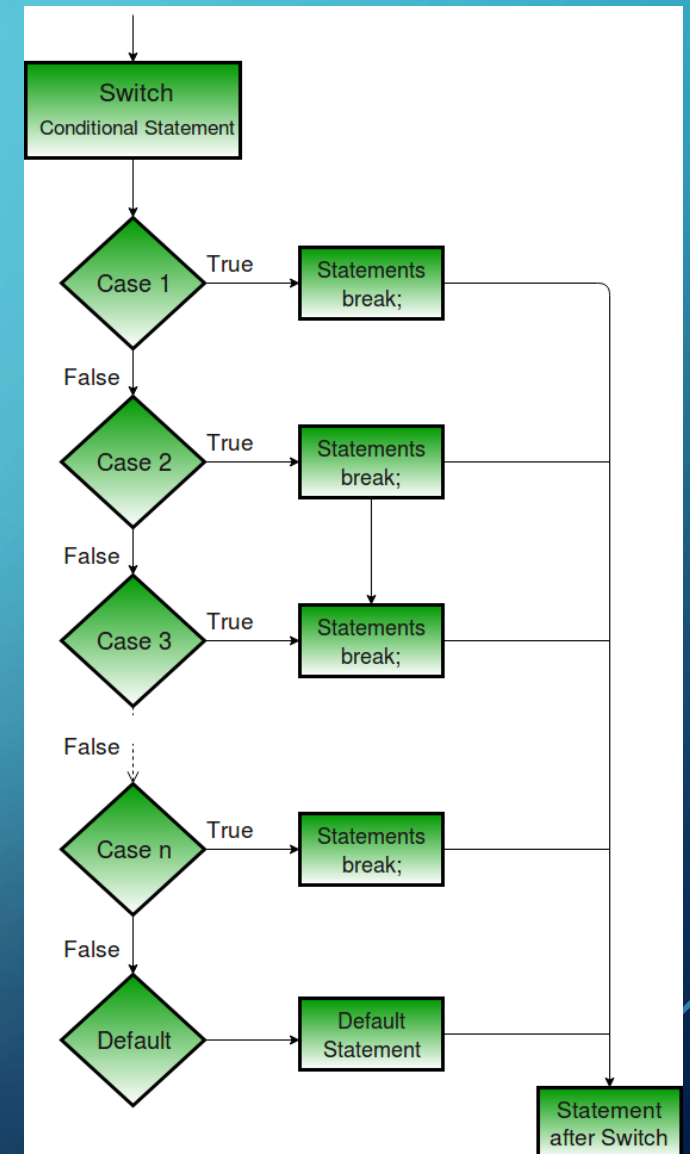 Switch
Conditional Statement
Case 1
True
Statements
break;
False
Case 2
True
Statements
break;
False
Case 3
True
Statements
break;
False
Case n
True
Statements
break;
False
Default
Default
Statement
Statement
after Switch